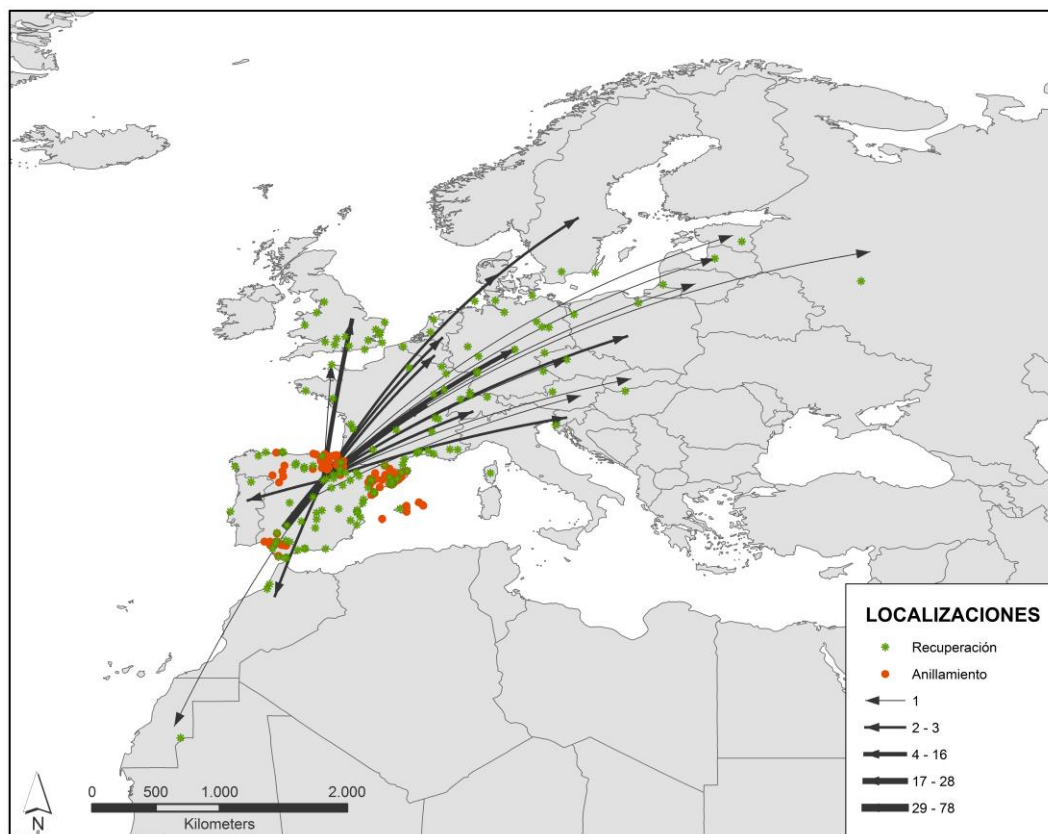 LOCALIZACIONES
Recuperación
Anillamiento
1
2 - 3
4 - 16
17 - 28
29 - 78
0 500 1.000 2.000
Kilometers
N